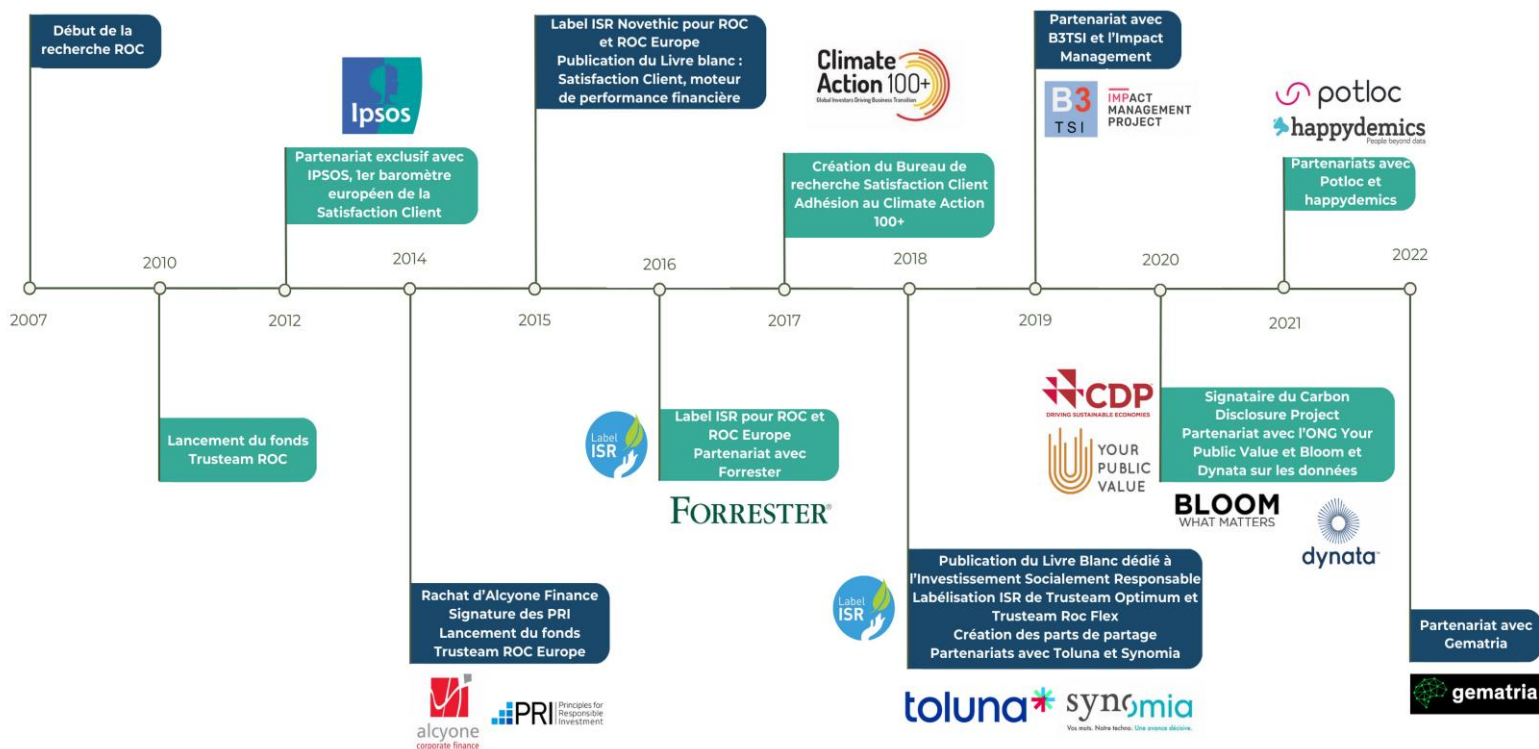 Début de la
recherche ROC
Label ISR Novethic pour ROC
et ROC Europe
Publication du Livre blanc :
Satisfaction Client, moteur
de performance financière
Partenariat avec
B3TSI et l'Impact
Management
Ipsos
Climate
Action 100+
Global Investors Driving Business Transition
B3
TSI
IMPACT
MANAGEMENT
PROJECT
potloc
happydemics
People beyond data
Partenariat exclusif avec
IPSOS, 1er baromètre
européen de la
Satisfaction Client
Création du Bureau de
recherche Satisfaction Client
Adhésion au Climate Action
100+
Partenariats avec
Potloc et
happydemics
2010
2014
2016
2018
2020
2022
2007
2012
2015
2017
2019
2021
Lancement du fonds
Trusteam ROC
Label
ISR
Label ISR pour ROC et
ROC Europe
Partenariat avec
Forrester
FORRESTER®
CDP
DRIVING SUSTAINABLE ECONOMIES
YOUR
PUBLIC
VALUE
Signataire du Carbon
Disclosure Project
Partenariat avec l'ONG Your
Public Value et Bloom et
Dynata sur les données
BLOOM
WHAT MATTERS
dynata™
Rachat d'Alcyone Finance
Signature des PRI
Lancement du fonds
Trusteam ROC Europe
alcyone
corporate finance
PRI
Principles for
Responsible
Investment
Label
ISR
Publication du Livre Blanc dédié à
l'Investissement Socialement Responsable
Labélisation ISR de Trusteam Optimum et
Trusteam Roc Flex
Création des parts de partage
Partenariats avec Toluna et Synomia
toluna*
synomia
Vos mots. Notre techno. Une avance décisive.
Partenariat avec
Gematria
gematria